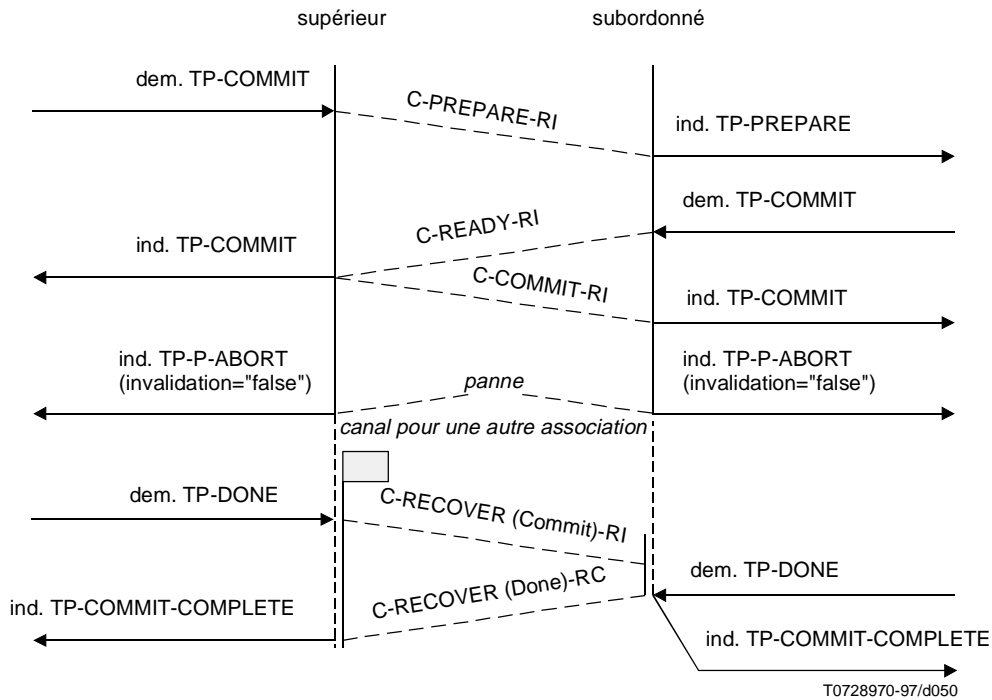 supérieur
subordonné
dem. TP-COMMIT
C-PREPARE-RI
ind. TP-PREPARE
dem. TP-COMMIT
C-READY-RI
ind. TP-COMMIT
C-COMMIT-RI
ind. TP-COMMIT
ind. TP-P-ABORT
(invalidation="false")
panne
ind. TP-P-ABORT
(invalidation="false")
canal pour une autre association
dem. TP-DONE
C-RECOVER (Commit)-RI
dem. TP-DONE
C-RECOVER (Done)-RC
ind. TP-COMMIT-COMPLETE
ind. TP-COMMIT-COMPLETE
T0728970-97/d050